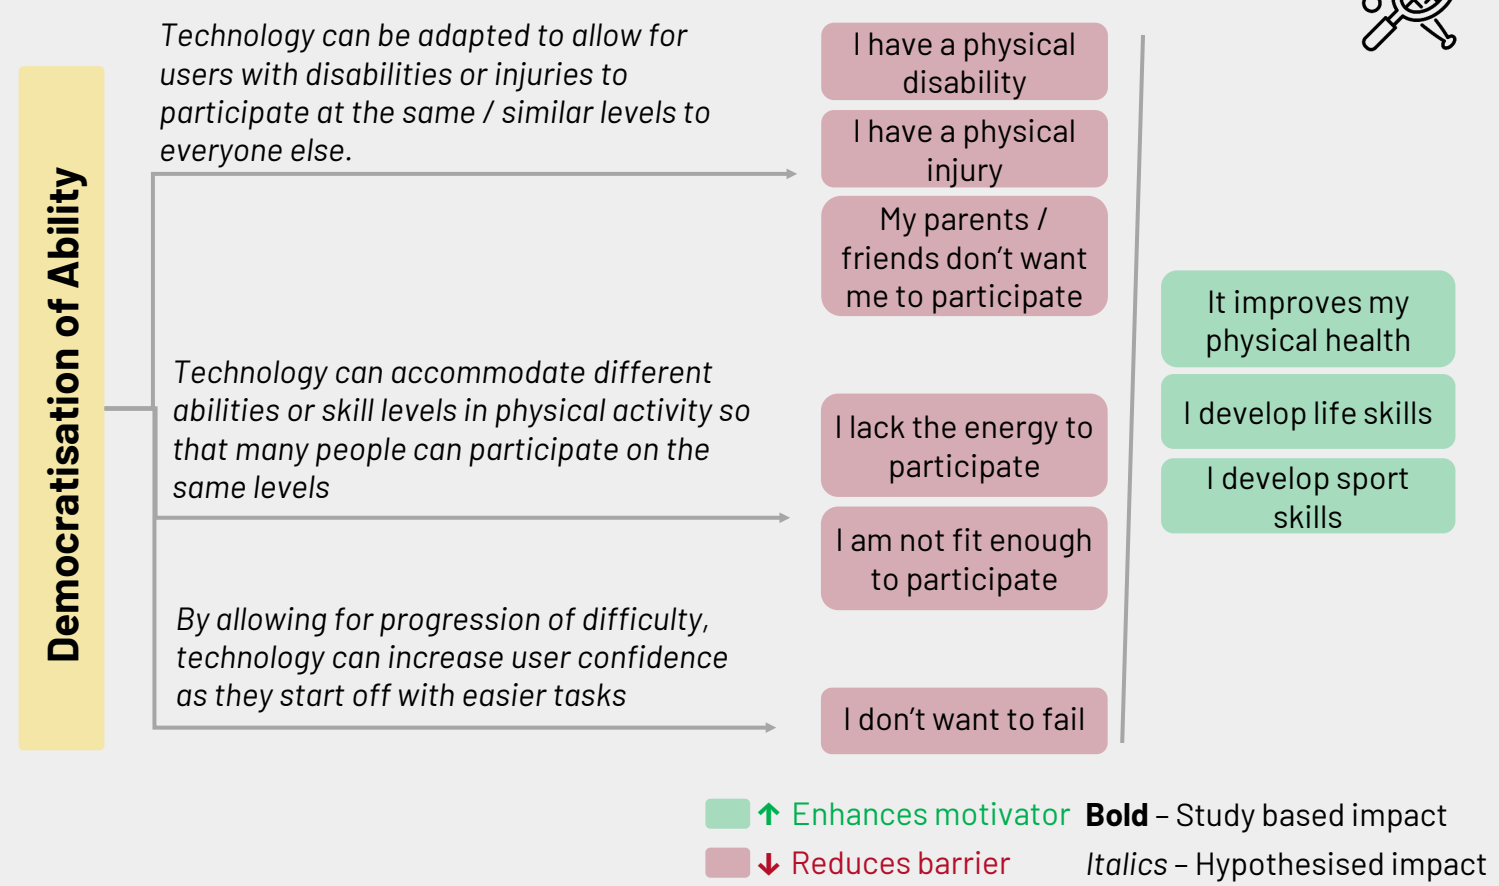 Democratisation of Ability
Technology can be adapted to allow for
users with disabilities or injuries to
participate at the same / similar levels to
everyone else.
I have a physical
disability
I have a physical
injury
My parents /
friends don't want
me to participate
Technology can accommodate different
abilities or skill levels in physical activity so
that many people can participate on the
same levels
I lack the energy to
participate
I am not fit enough
to participate
By allowing for progression of difficulty,
technology can increase user confidence
as they start off with easier tasks
I don't want to fail
It improves my
physical health
I develop life skills
I develop sport
skills
↑ Enhances motivator
↓ Reduces barrier
Bold – Study based impact
Italics – Hypothesised impact